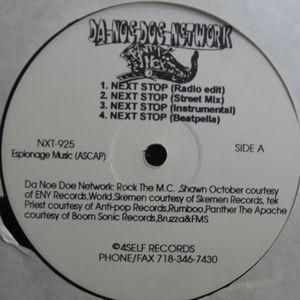 DA-NOE-DOE-NETWORK
1. NEXT STOP (Radio edit)
2. NEXT STOP (Street Mix)
3. NEXT STOP (Instrumental)
4. NEXT STOP (Beatpella)
NXT-925
SIDE A
Espionage Music (ASCAP)
Da Noe Doe Network: Rock The M.C. ,Shawn October courtesy
of ENY Records,World,Skemen courtesy of Skemen Records, tek
Priest courtesy of Anti-pop Records,Rumboo,Panther The Apache
courtesy of Boom Sonic Records,Bruzza&FMS
©4SELF RECORDS
PHONE/FAX 718-346-7430